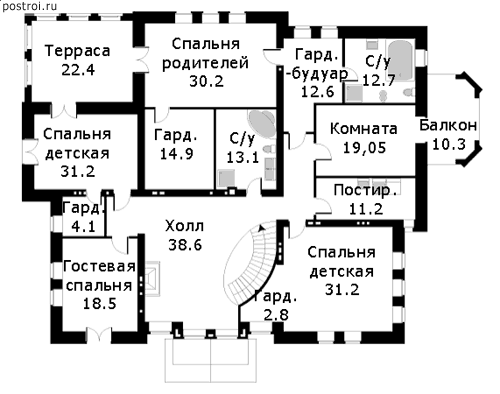 postroi.ru
Терраса
22.4
Спальня
родителей
30.2
Гард.
-будуар
12.6
С/у
12.7
Спальня
детская
31.2
Гард.
14.9
С/у
13.1
Комната
19,05
Балкон
10.3
Гард.
4.1
Холл
38.6
Постир.
11.2
Гостевая
спальня
18.5
Гард.
2.8
Спальня
детская
31.2